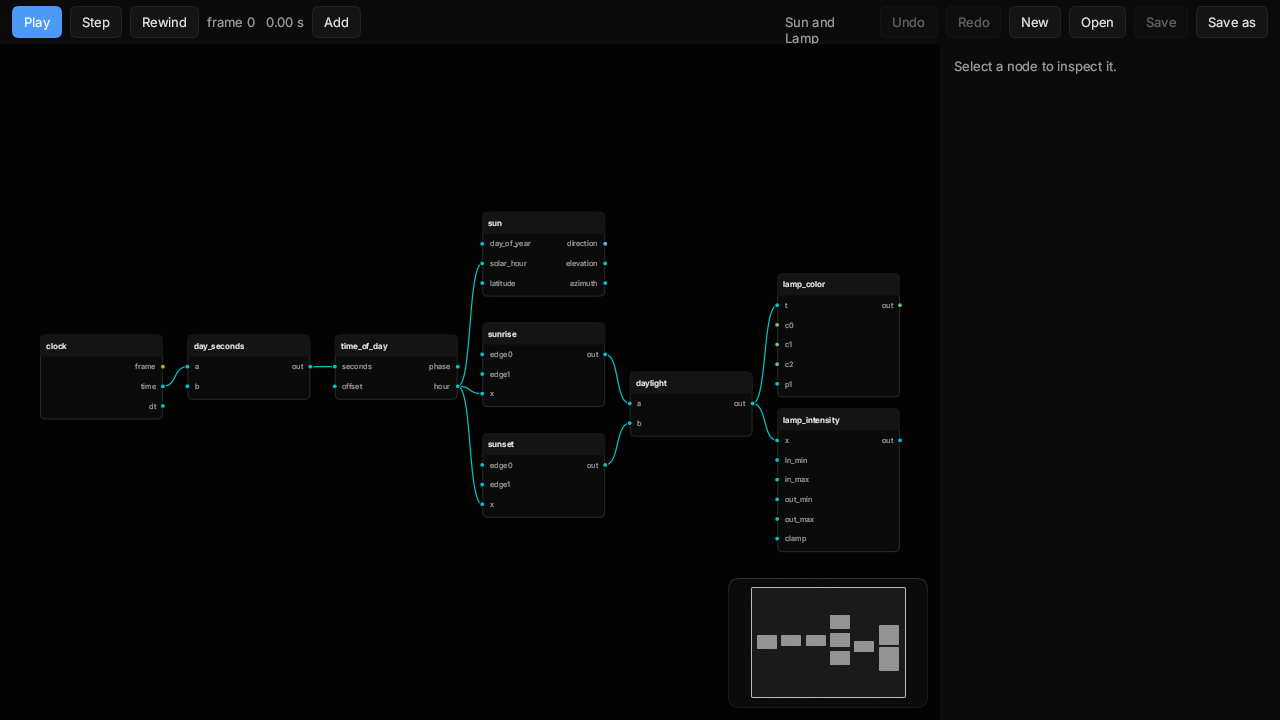 Play Step Rewind frame 0 0.00 s Add Sun and Lamp Undo Redo New Open Save Save as
Select a node to inspect it.
sun
day_of_year direction
solar_hour elevation
latitude azimuth
lamp_color
t out
c0
c1
c2
p1
clock
frame
time
dt
day_seconds
a out
b
time_of_day
seconds phase
offset hour
sunrise
edge0 out
edge1
x
daylight
a out
b
lamp_intensity
x out
in_min
in_max
out_min
out_max
clamp
sunset
edge0 out
edge1
x